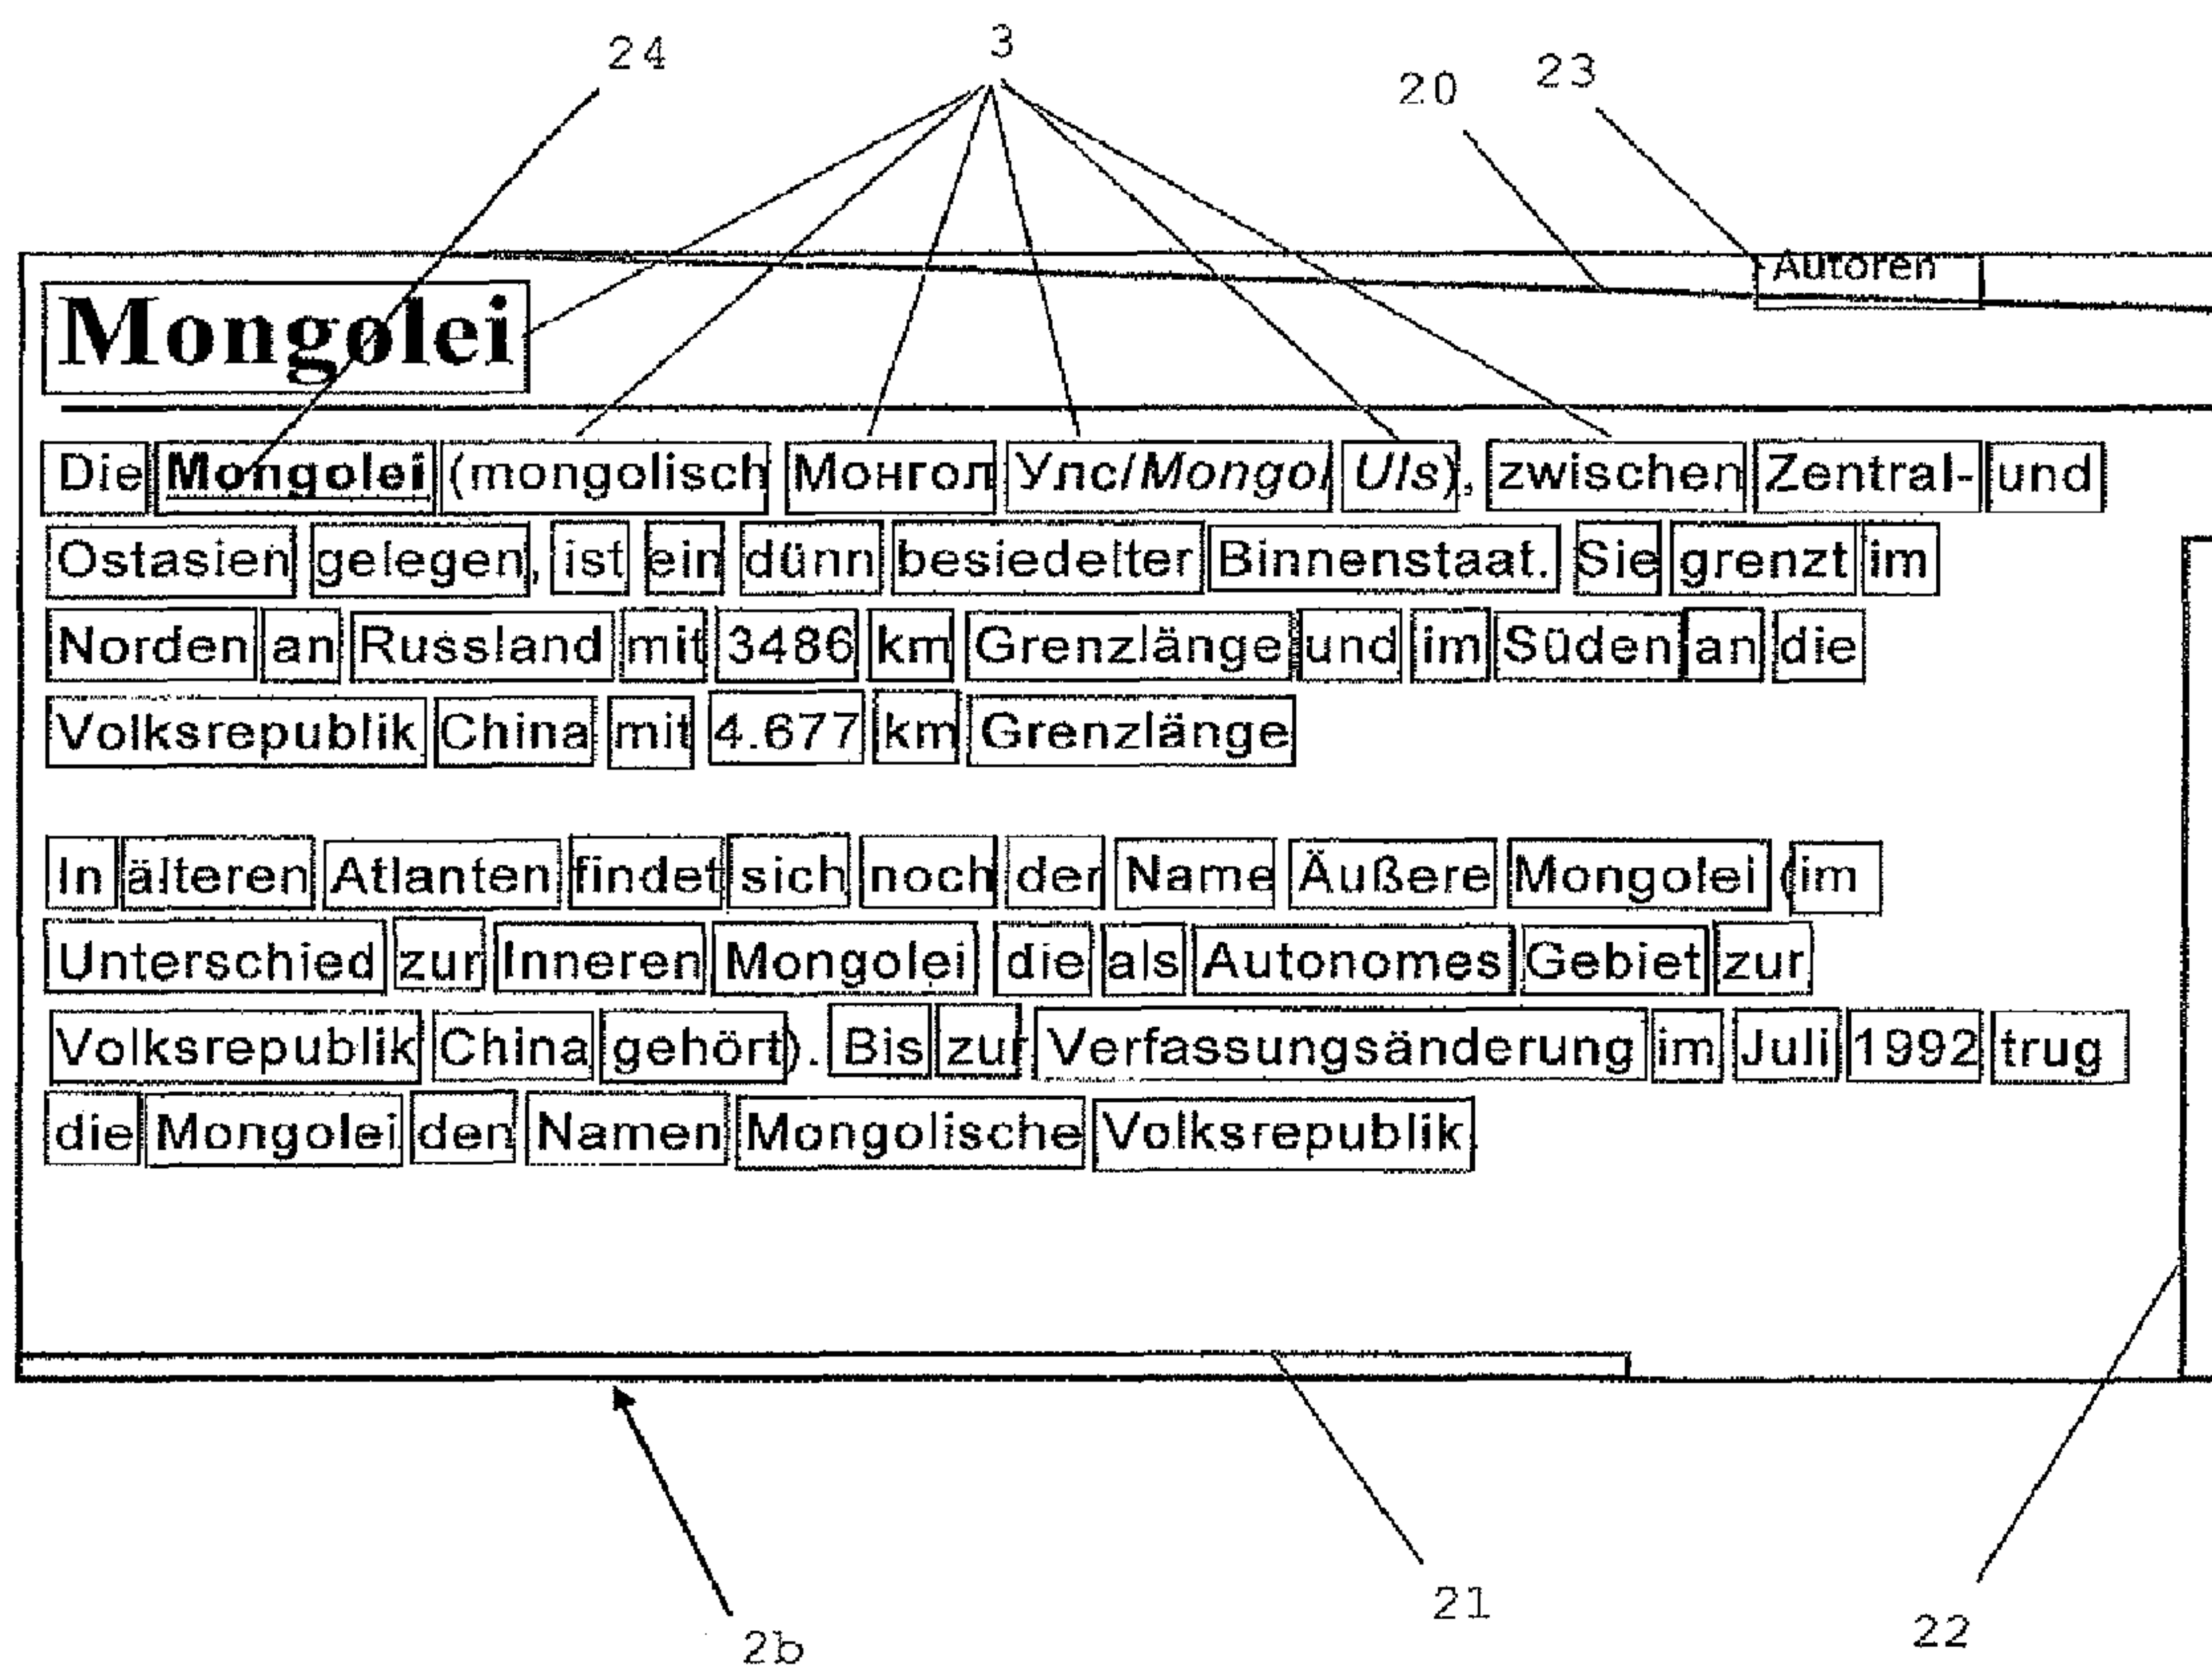 24 3 20 23
Autoren
Mongolei
Die Mongolei (mongolisch Монгол Улс/Mongol Uls), zwischen Zentral- und
Ostasien gelegen, ist ein dünn besiedelter Binnenstaat. Sie grenzt im
Norden an Russland mit 3486 km Grenzlänge und im Süden an die
Volksrepublik China mit 4.677 km Grenzlänge
In älteren Atlanten findet sich noch der Name Äußere Mongolei (im
Unterschied zur Inneren Mongolei die als Autonomes Gebiet zur
Volksrepublik China gehört). Bis zur Verfassungsänderung im Juli 1992 trug
die Mongolei den Namen Mongolische Volksrepublik
21
22
2b